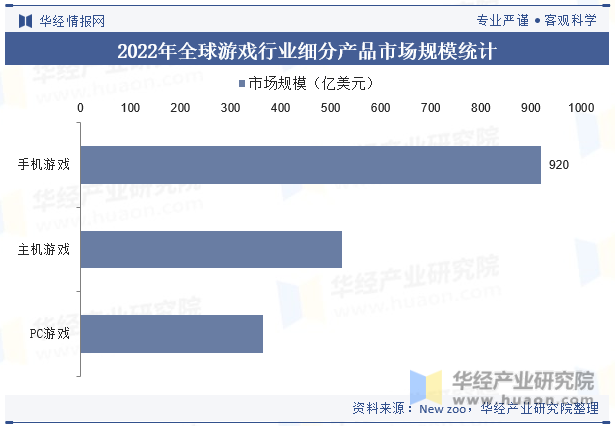 华经情报网
专业严谨 ● 客观科学
2022年全球游戏行业细分产品市场规模统计
市场规模（亿美元）
0 100 200 300 400 500 600 700 800 900 1000
手机游戏
920
主机游戏
PC游戏
华经产业研究院
www.huaon.com
资料来源：New zoo，华经产业研究院整理